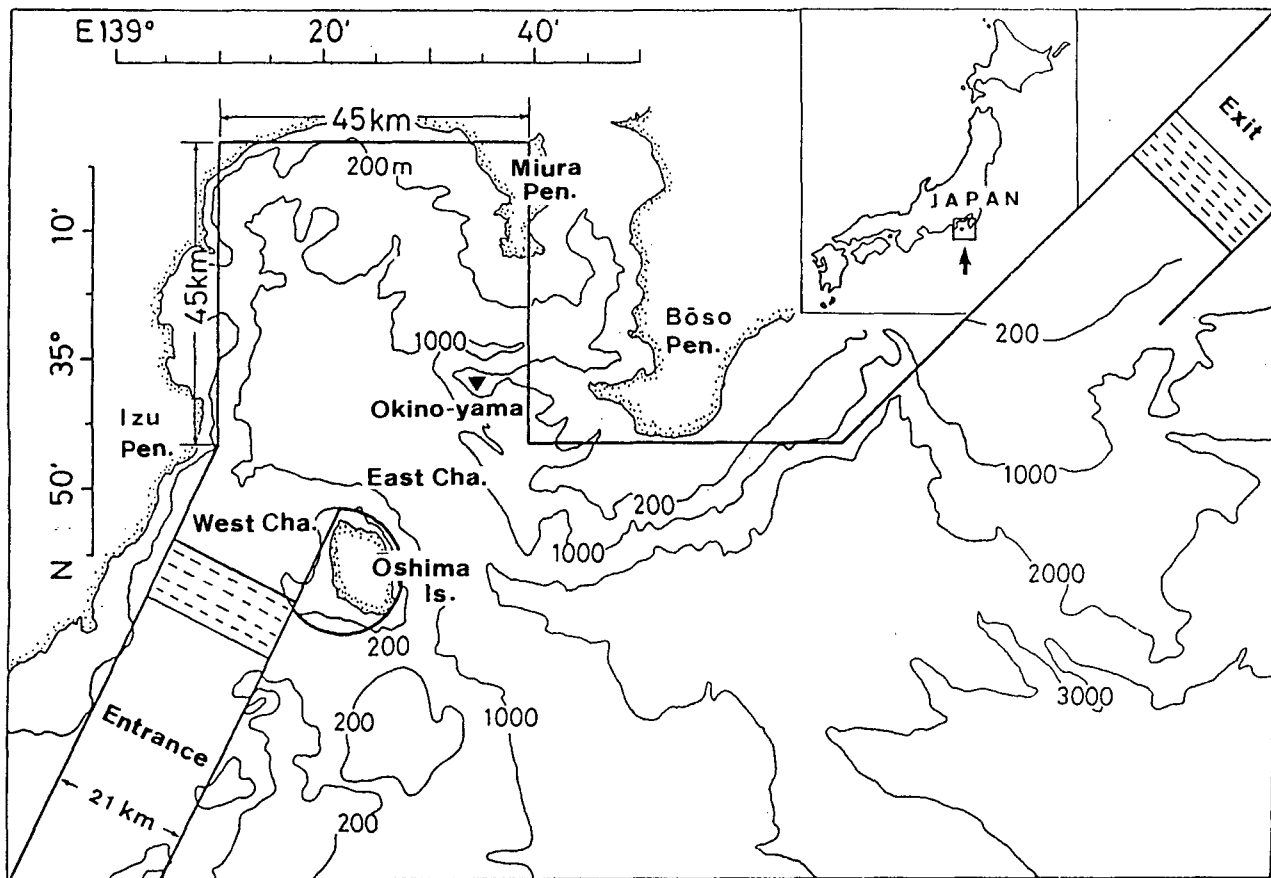 E139° 20' 40'
45km
200m
Miura
Pen.
Exit
JAPAN
10'
45km
200
Bōso
Pen.
35°
1000
Okino-yama
Izu
Pen.
East Cha.
1000
50'
200
West Cha.
1000
N
Oshima
Is.
2000
200
3000
200
1000
Entrance
21 km
200